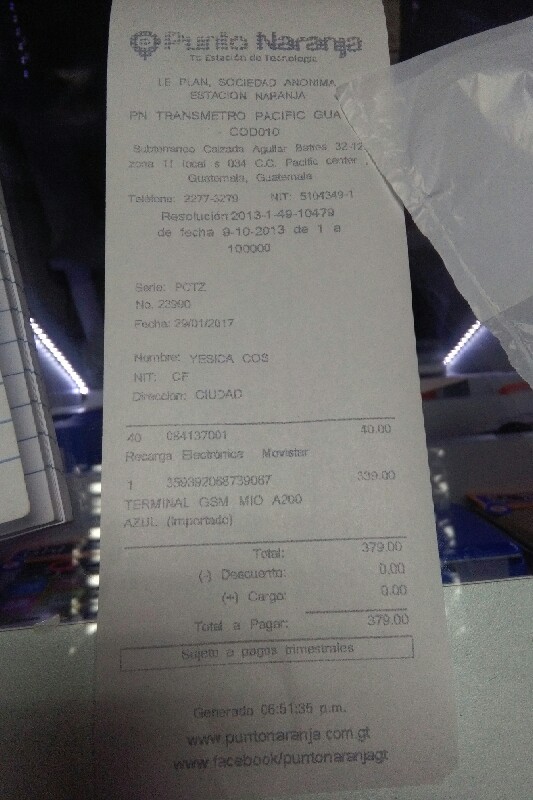 Punto Naranja
Tu Estación de Tecnología
LE PLAN, SOCIEDAD ANONIMA
ESTACION NARANJA
PN TRANSMETRO PACIFIC GUA
- COD010
Subterraneo Calzada Aguilar Batres 32-12,
zona 11 local s 034 C.C. Pacific center ,
Guatemala, Guatemala
Teléfono: 2277-3279 NIT: 5104349-1
Resolución 2013-1-49-10479
de fecha 9-10-2013 de 1 a
100000
Serie: PCTZ
No. 22990
Fecha: 29/01/2017
Nombre: YESICA COS
NIT: CF
Direccion: CIUDAD
40 084137001 40.00
Recarga Electrónica Movistar
1 359392068739067 339.00
TERMINAL GSM MIO A200
AZUL (Importado)
Total: 379.00
(-) Descuento: 0.00
(+) Cargo: 0.00
Total a Pagar: 379.00
Sujeto a pagos trimestrales
Generada 06:51:35 p.m.
www.puntonaranja.com.gt
www.facebook/puntonaranjagt